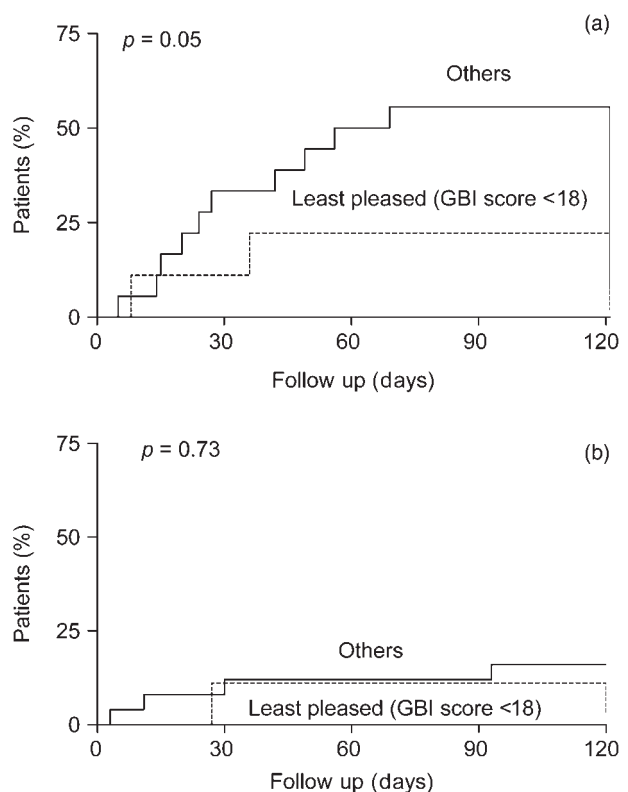 (a)
p = 0.05
75
50
25
0
Patients (%)
Others
Least pleased (GBI score <18)
0 30 60 90 120
Follow up (days)
(b)
p = 0.73
75
50
25
0
Patients (%)
Others
Least pleased (GBI score <18)
0 30 60 90 120
Follow up (days)